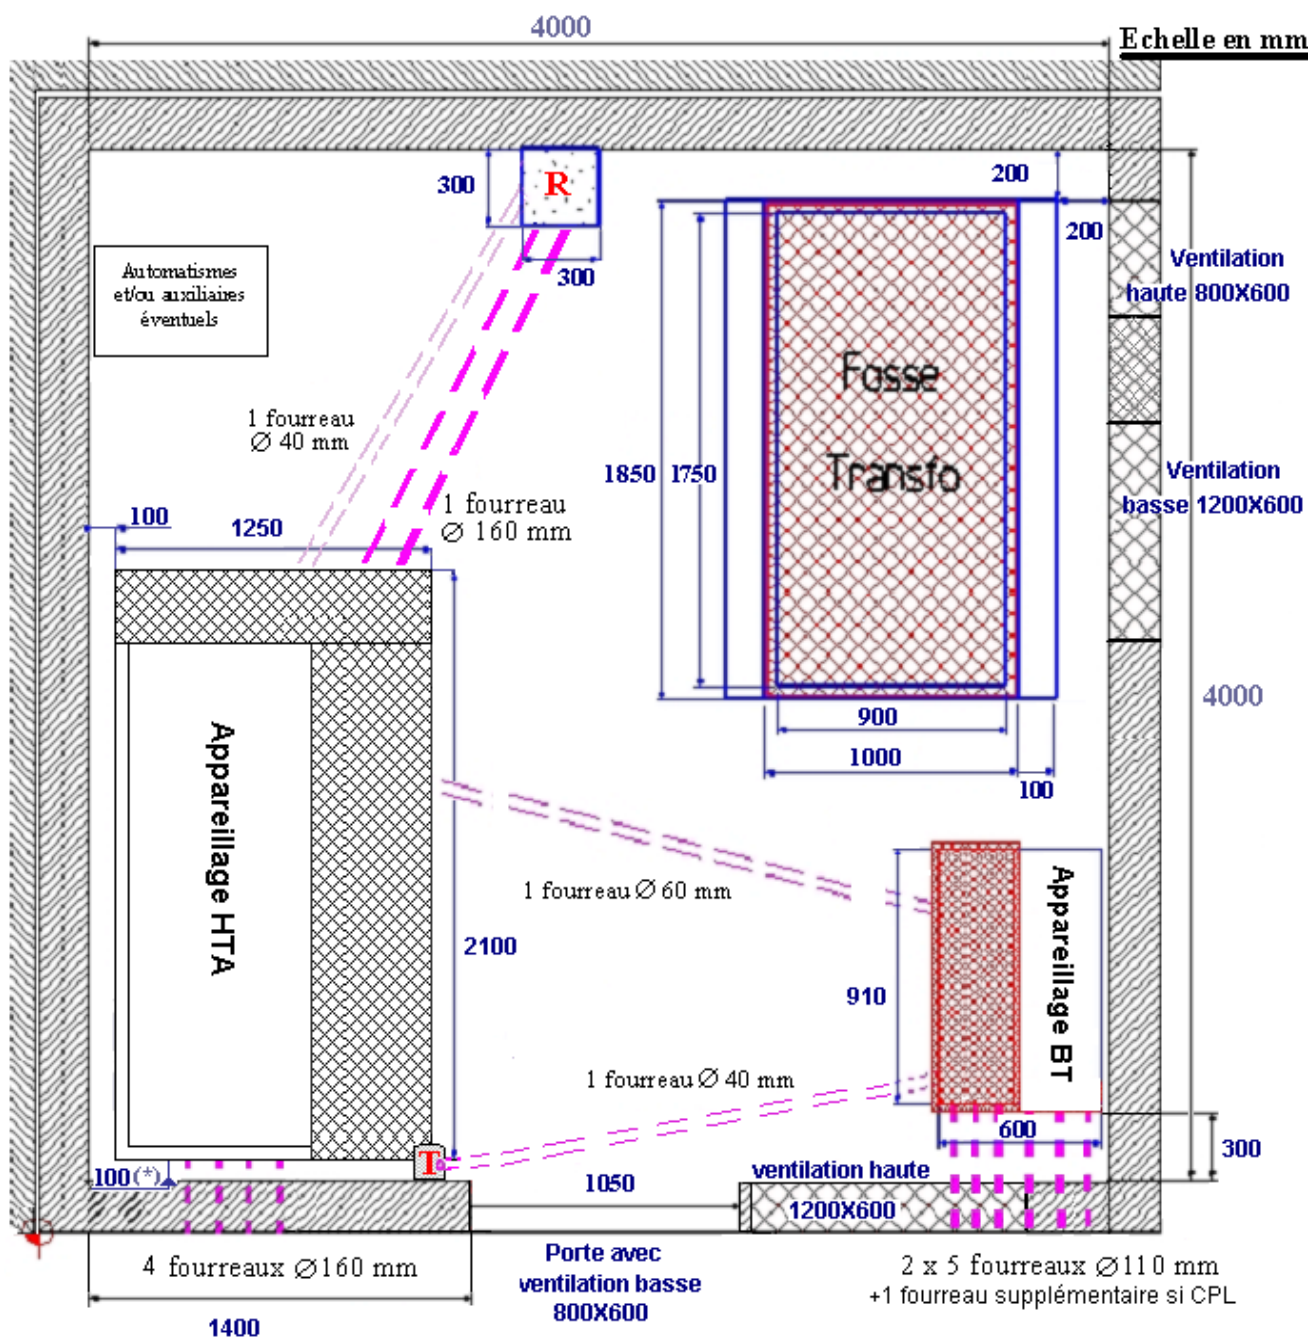 4000
Echelle en mm
300
R
200
200
300
Automatismes
et/ou auxiliaires
éventuels
Ventilation
haute 800X600
Fosse
Transfo
1 fourreau
Ø 40 mm
1850
1750
Ventilation
basse 1200X600
1 fourreau
Ø 160 mm
100
1250
4000
900
1000
100
Appareillage HTA
1 fourreau Ø 60 mm
2100
910
Appareillage BT
1 fourreau Ø 40 mm
600
300
T
100 (*)
1050
ventilation haute
1200X600
4 fourreaux Ø160 mm
Porte avec
ventilation basse
800X600
2 x 5 fourreaux Ø110 mm
+1 fourreau supplémentaire si CPL
1400